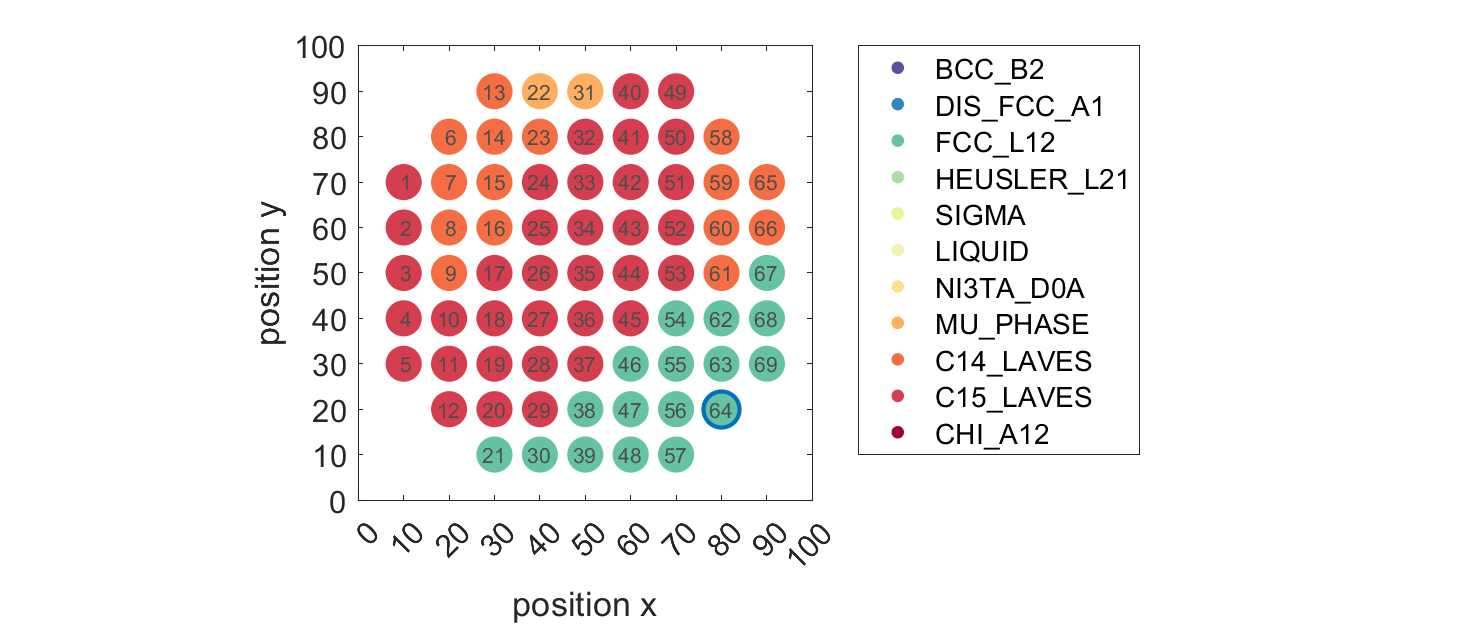 100
90
80
70
60
50
40
30
20
10
0
position y
13 22 31 40 49
6 14 23 32 41 50 58
1 7 15 24 33 42 51 59 65
2 8 16 25 34 43 52 60 66
3 9 17 26 35 44 53 61 67
4 10 18 27 36 45 54 62 68
5 11 19 28 37 46 55 63 69
12 20 29 38 47 56 64
21 30 39 48 57
0 10 20 30 40 50 60 70 80 90 100
position x
BCC_B2
DIS_FCC_A1
FCC_L12
HEUSLER_L21
SIGMA
LIQUID
NI3TA_D0A
MU_PHASE
C14_LAVES
C15_LAVES
CHI_A12